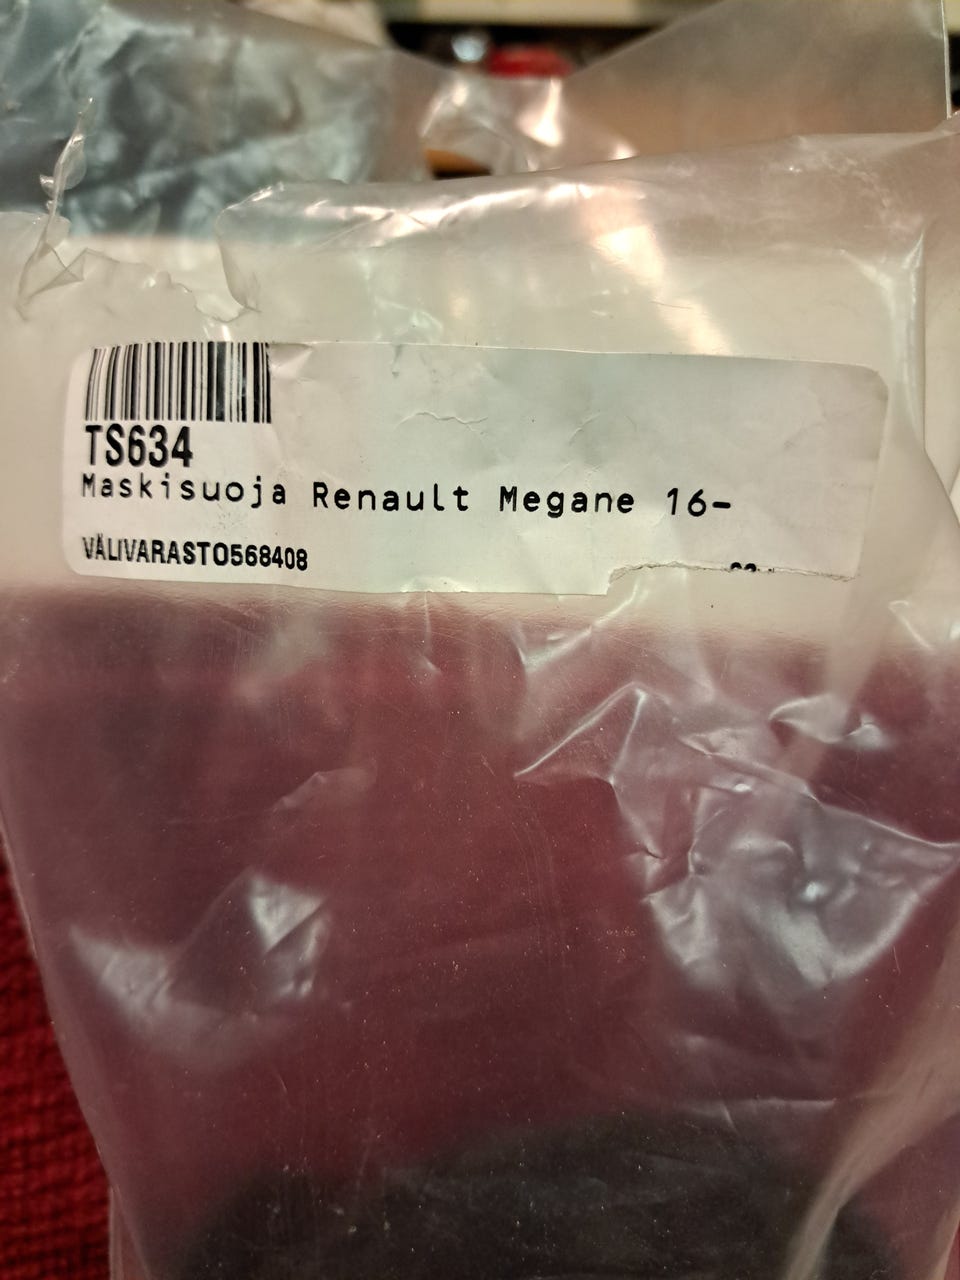 TS634
Maskisuoja Renault Megane 16-
VÄLIVARASTO568408